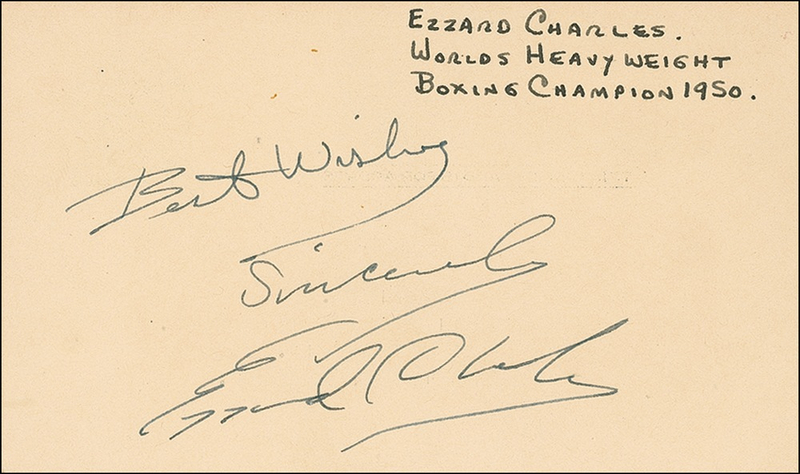 EZZARD CHARLES.
WORLDS HEAVY WEIGHT
BOXING CHAMPION 1950.
Best Wishes
Sincerely
Ezzard Charles